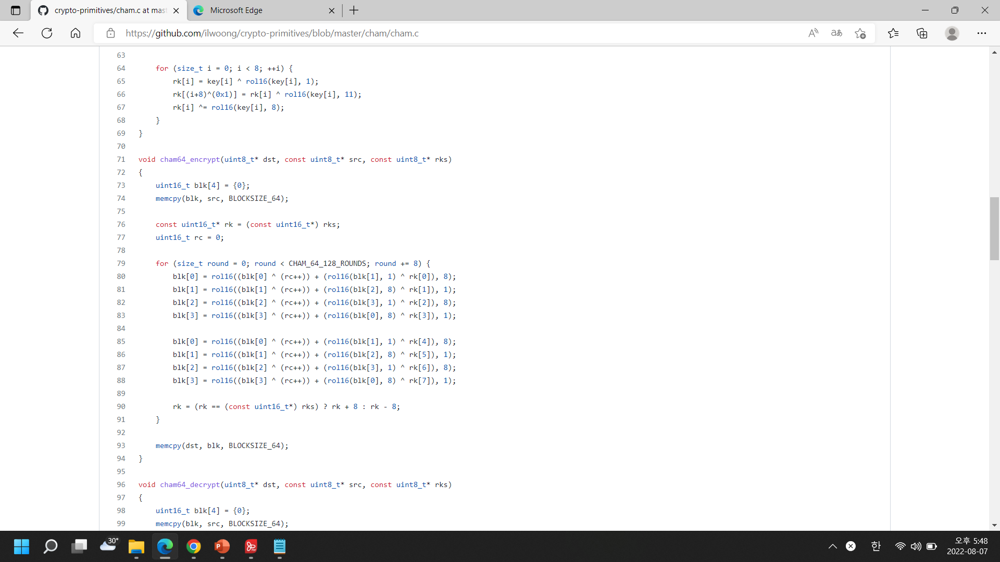 crypto-primitives/cham.c at mast
Microsoft Edge
https://github.com/ilwoong/crypto-primitives/blob/master/cham/cham.c
63
64 for (size_t i = 0; i < 8; ++i) {
65 rk[i] = key[i] ^ rol16(key[i], 1);
66 rk[(i+8)^(0x1)] = rk[i] ^ rol16(key[i], 11);
67 rk[i] ^= rol16(key[i], 8);
68 }
69 }
70
71 void cham64_encrypt(uint8_t* dst, const uint8_t* src, const uint8_t* rks)
72 {
73 uint16_t blk[4] = {0};
74 memcpy(blk, src, BLOCKSIZE_64);
75
76 const uint16_t* rk = (const uint16_t*) rks;
77 uint16_t rc = 0;
78
79 for (size_t round = 0; round < CHAM_64_128_ROUNDS; round += 8) {
80 blk[0] = rol16((blk[0] ^ (rc++)) + (rol16(blk[1], 1) ^ rk[0]), 8);
81 blk[1] = rol16((blk[1] ^ (rc++)) + (rol16(blk[2], 8) ^ rk[1]), 1);
82 blk[2] = rol16((blk[2] ^ (rc++)) + (rol16(blk[3], 1) ^ rk[2]), 8);
83 blk[3] = rol16((blk[3] ^ (rc++)) + (rol16(blk[0], 8) ^ rk[3]), 1);
84
85 blk[0] = rol16((blk[0] ^ (rc++)) + (rol16(blk[1], 1) ^ rk[4]), 8);
86 blk[1] = rol16((blk[1] ^ (rc++)) + (rol16(blk[2], 8) ^ rk[5]), 1);
87 blk[2] = rol16((blk[2] ^ (rc++)) + (rol16(blk[3], 1) ^ rk[6]), 8);
88 blk[3] = rol16((blk[3] ^ (rc++)) + (rol16(blk[0], 8) ^ rk[7]), 1);
89
90 rk = (rk == (const uint16_t*) rks) ? rk + 8 : rk - 8;
91 }
92
93 memcpy(dst, blk, BLOCKSIZE_64);
94 }
95
96 void cham64_decrypt(uint8_t* dst, const uint8_t* src, const uint8_t* rks)
97 {
98 uint16_t blk[4] = {0};
99 memcpy(blk, src, BLOCKSIZE_64);
30°
한
오후 5:48
2022-08-07